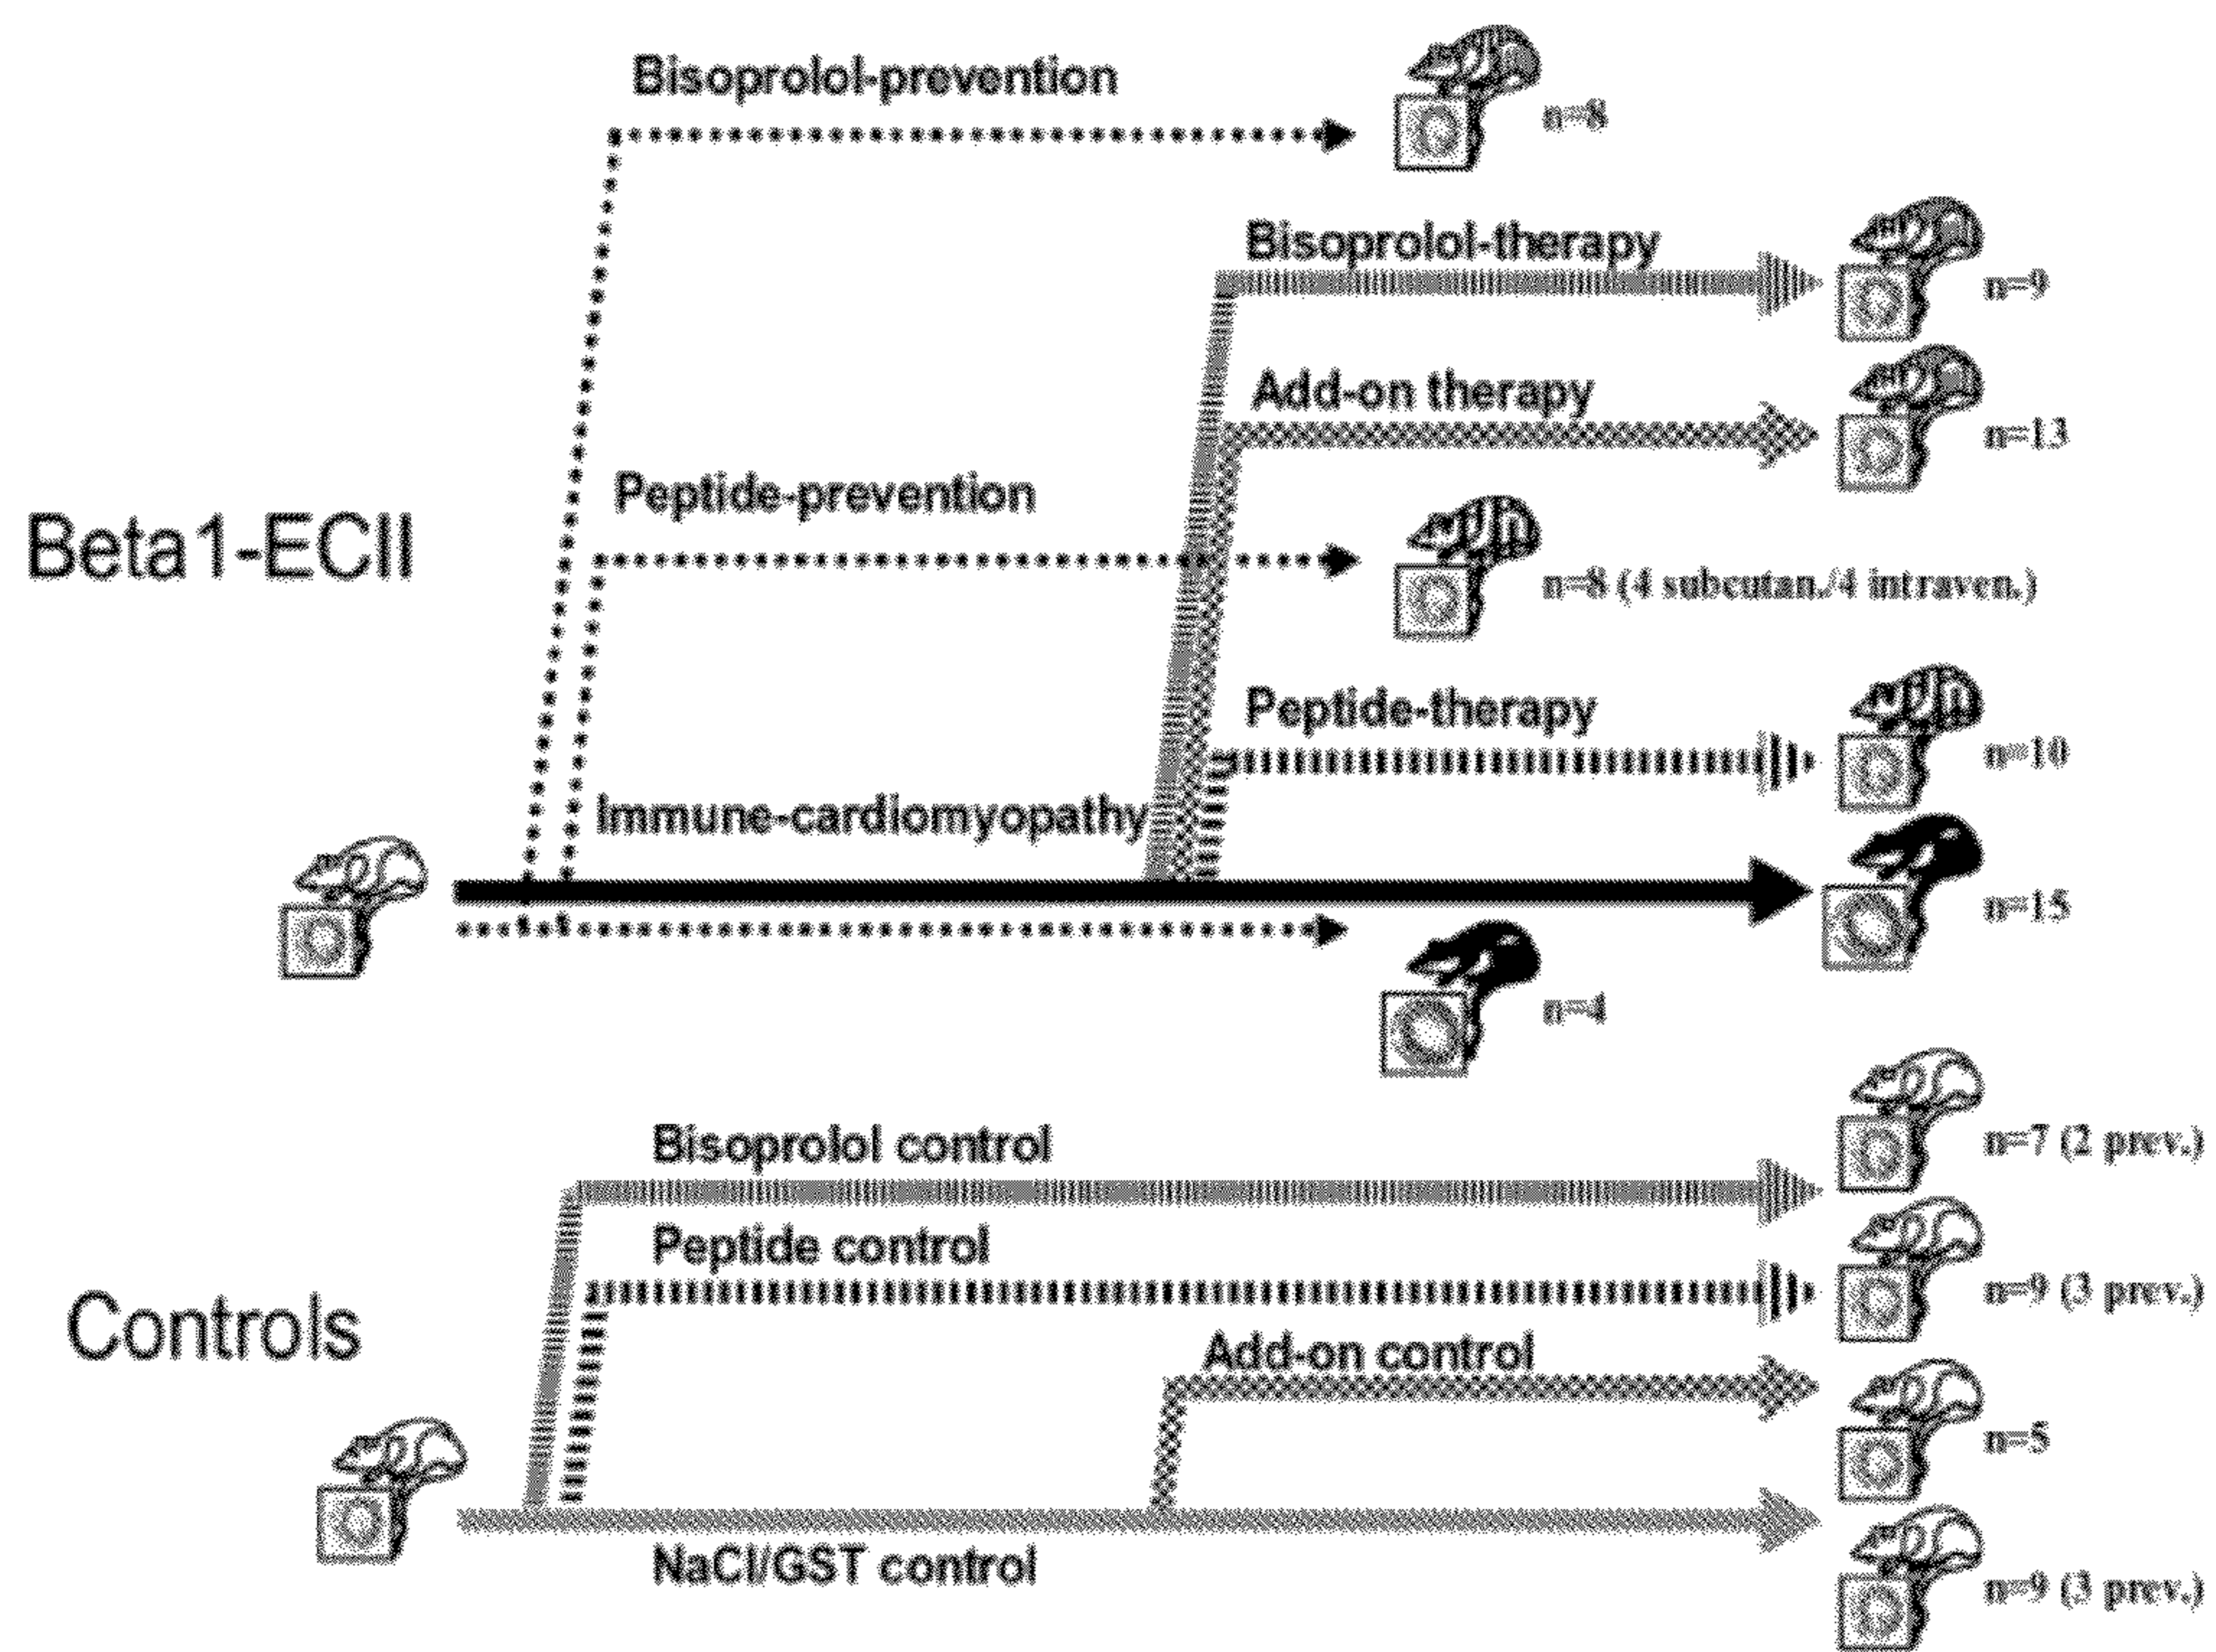 Bisoprolol-prevention
n=8
Bisoprolol-therapy
n=9
Add-on therapy
n=13
Peptide-prevention
Beta1-ECII
n=8 (4 subcutan./4 intraven.)
Peptide-therapy
n=10
Immune-cardiomyopathy
n=15
n=4
Bisoprolol control
n=7 (2 prev.)
Peptide control
n=9 (3 prev.)
Controls
Add-on control
n=5
NaCl/GST control
n=9 (3 prev.)